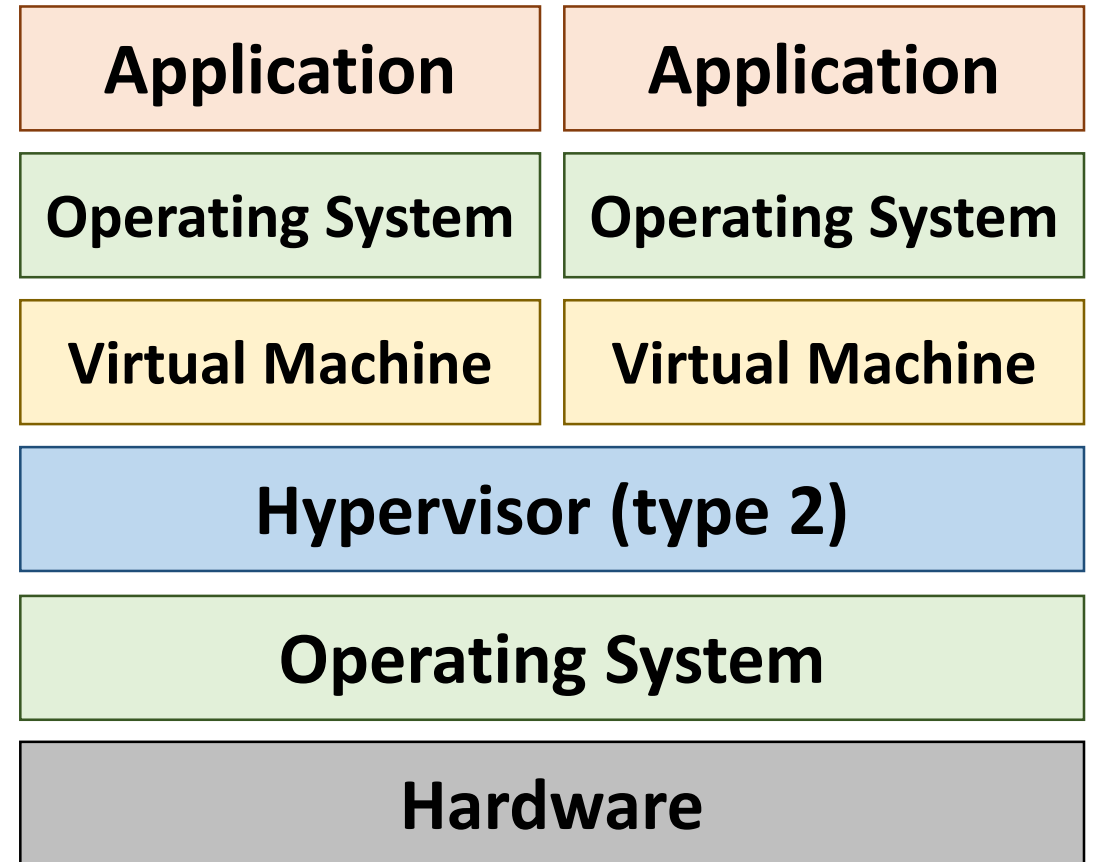 Application
Application
Operating System
Operating System
Virtual Machine
Virtual Machine
Hypervisor (type 2)
Operating System
Hardware